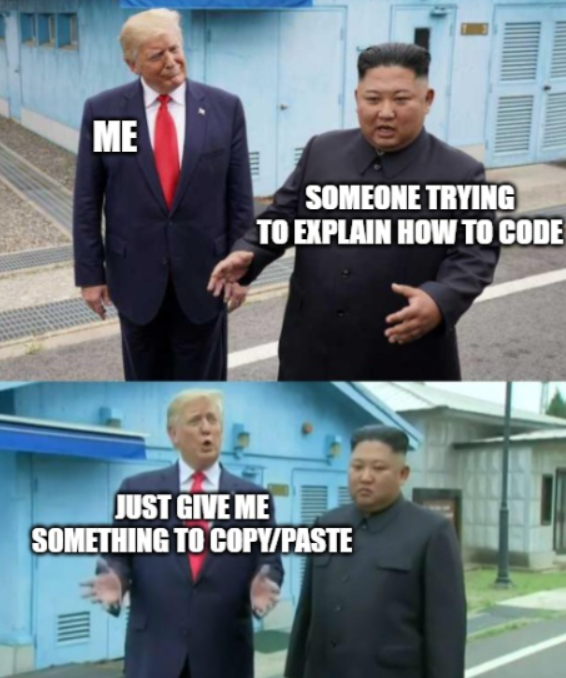 ME
SOMEONE TRYING
TO EXPLAIN HOW TO CODE
JUST GIVE ME
SOMETHING TO COPY/PASTE